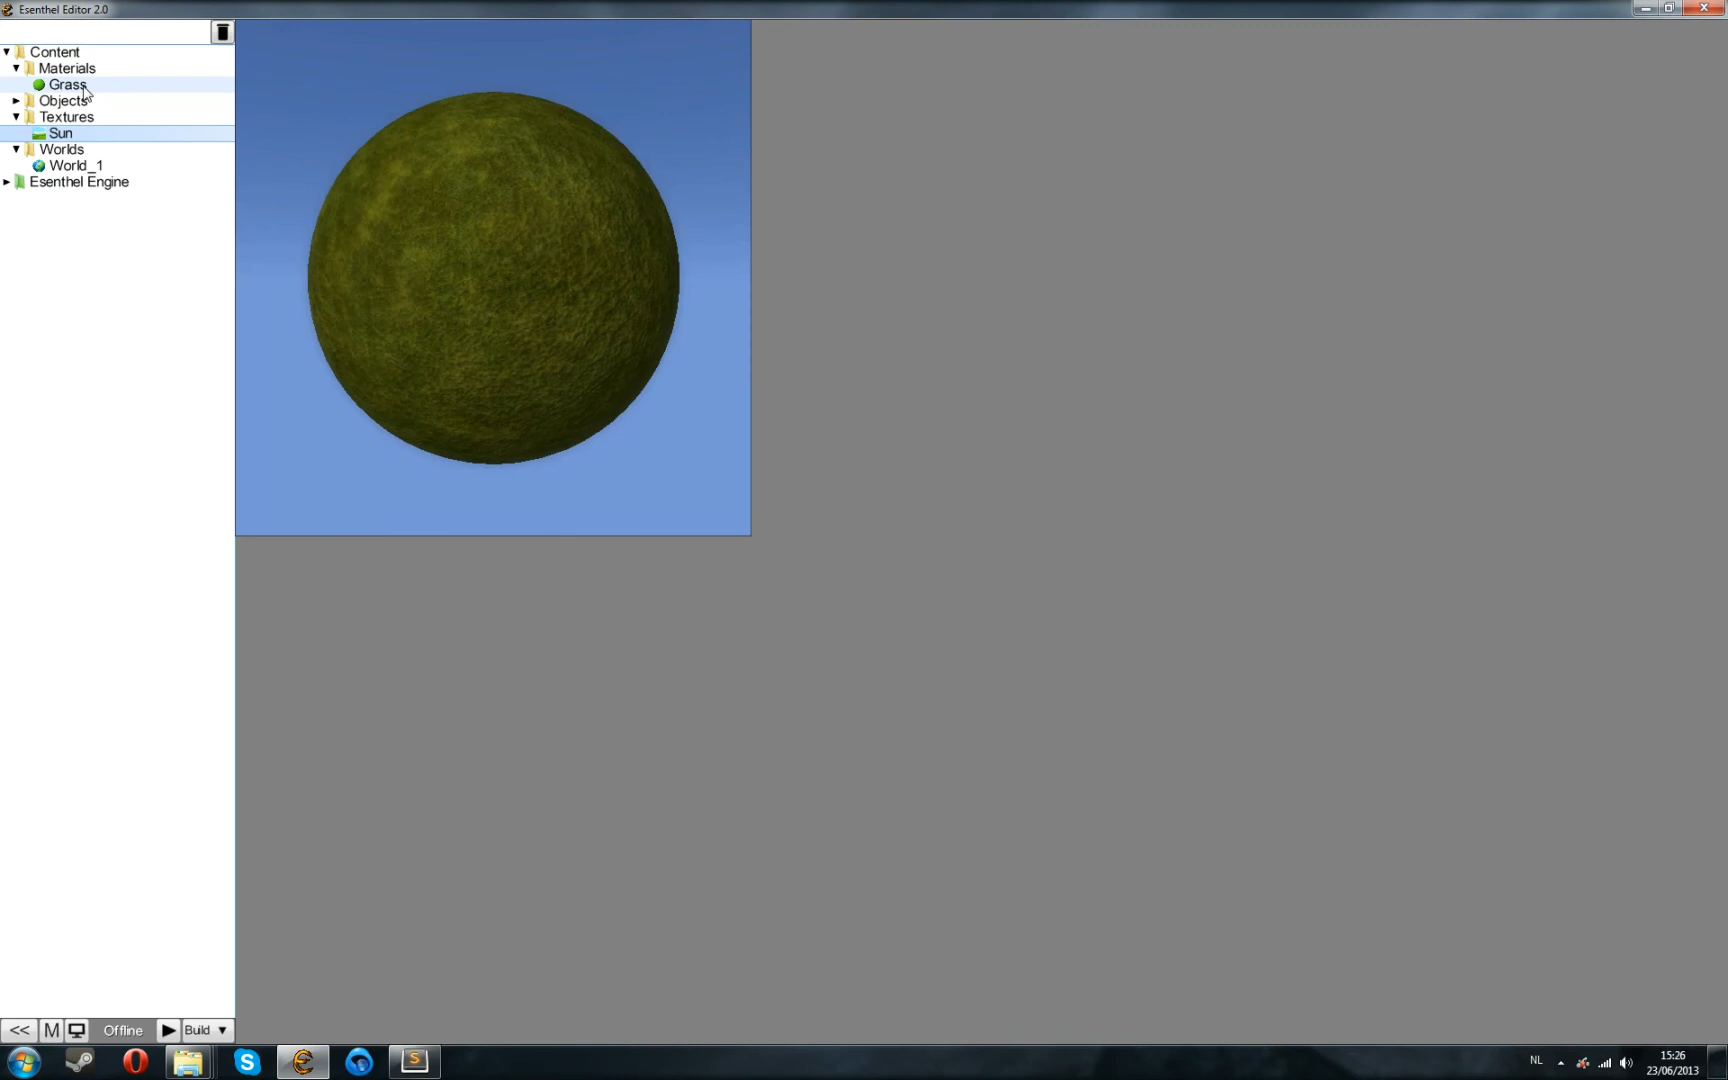 Esenthel Editor 2.0
Content
Materials
Grass
Objects
Textures
Sun
Worlds
World_1
Esenthel Engine
<< M Offline Build
NL 15:26
23/06/2013